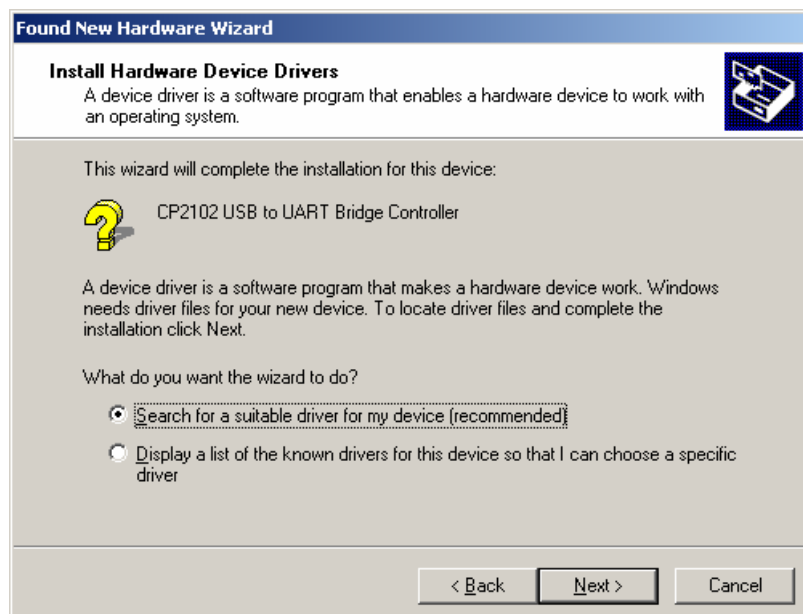 Found New Hardware Wizard
Install Hardware Device Drivers
A device driver is a software program that enables a hardware device to work with
an operating system.
This wizard will complete the installation for this device:
CP2102 USB to UART Bridge Controller
A device driver is a software program that makes a hardware device work. Windows
needs driver files for your new device. To locate driver files and complete the
installation click Next.
What do you want the wizard to do?
Search for a suitable driver for my device (recommended)
Display a list of the known drivers for this device so that I can choose a specific
driver
< Back Next > Cancel